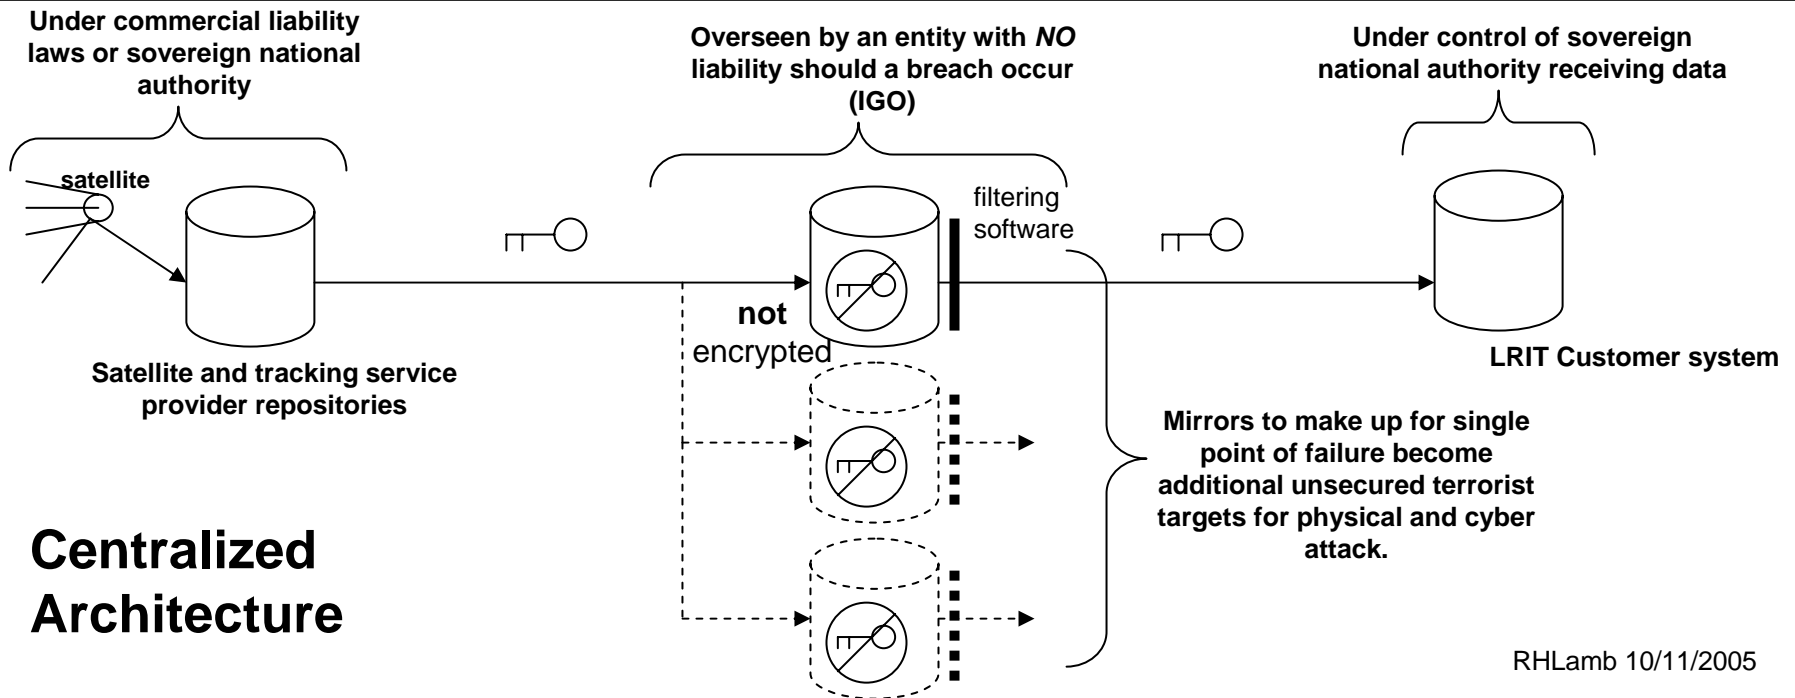 Under commercial liability
laws or sovereign national
authority
Overseen by an entity with NO
liability should a breach occur
(IGO)
Under control of sovereign
national authority receiving data
satellite
filtering
software
not
encrypted
Satellite and tracking service
provider repositories
LRIT Customer system
Mirrors to make up for single
point of failure become
additional unsecured terrorist
targets for physical and cyber
attack.
Centralized
Architecture
RHLamb 10/11/2005